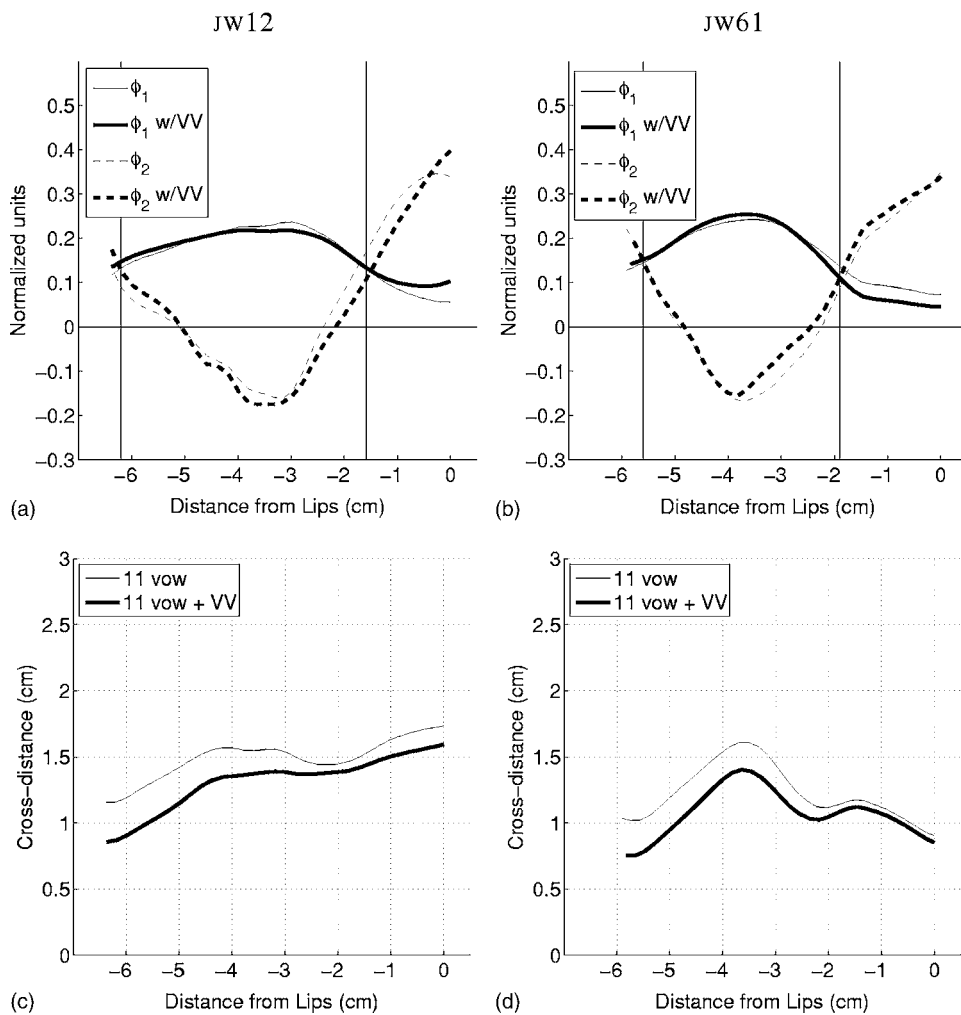 JW12
JW61
ϕ1
ϕ1 w/VV
ϕ2
ϕ2 w/VV
0.5
0.4
0.3
0.2
0.1
0
−0.1
−0.2
−0.3
Normalized units
−6 −5 −4 −3 −2 −1 0
Distance from Lips (cm)
(a)
ϕ1
ϕ1 w/VV
ϕ2
ϕ2 w/VV
0.5
0.4
0.3
0.2
0.1
0
−0.1
−0.2
−0.3
Normalized units
−6 −5 −4 −3 −2 −1 0
Distance from Lips (cm)
(b)
11 vow
11 vow + VV
3
2.5
2
1.5
1
0.5
0
Cross−distance (cm)
−6 −5 −4 −3 −2 −1 0
Distance from Lips (cm)
(c)
11 vow
11 vow + VV
3
2.5
2
1.5
1
0.5
0
Cross−distance (cm)
−6 −5 −4 −3 −2 −1 0
Distance from Lips (cm)
(d)